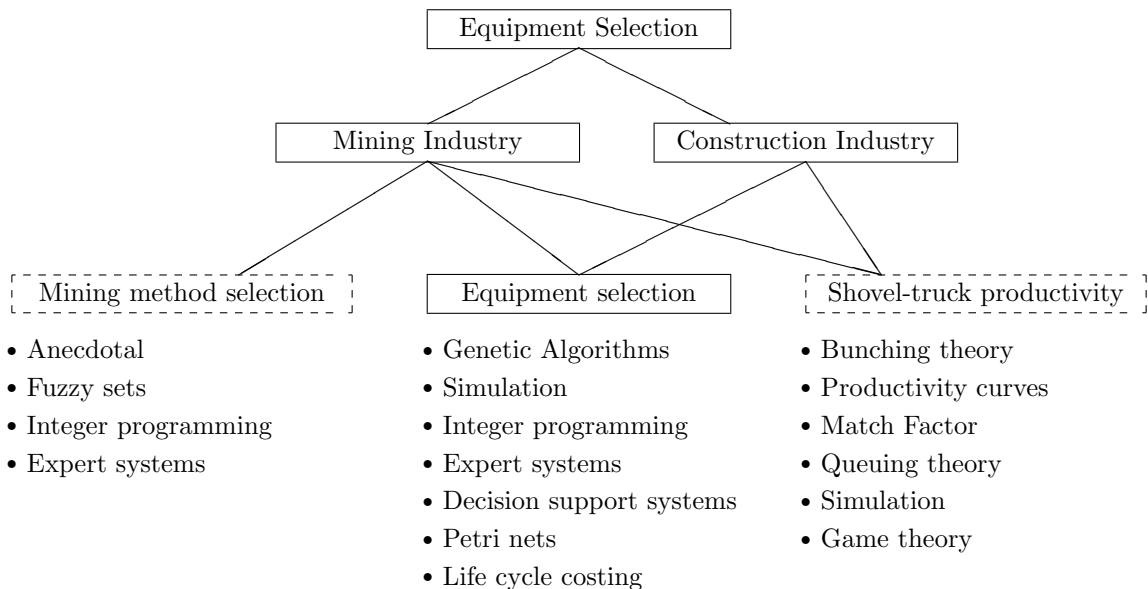 Equipment Selection
Mining Industry
Construction Industry
Mining method selection
• Anecdotal
• Fuzzy sets
• Integer programming
• Expert systems
Equipment selection
• Genetic Algorithms
• Simulation
• Integer programming
• Expert systems
• Decision support systems
• Petri nets
• Life cycle costing
Shovel-truck productivity
• Bunching theory
• Productivity curves
• Match Factor
• Queuing theory
• Simulation
• Game theory